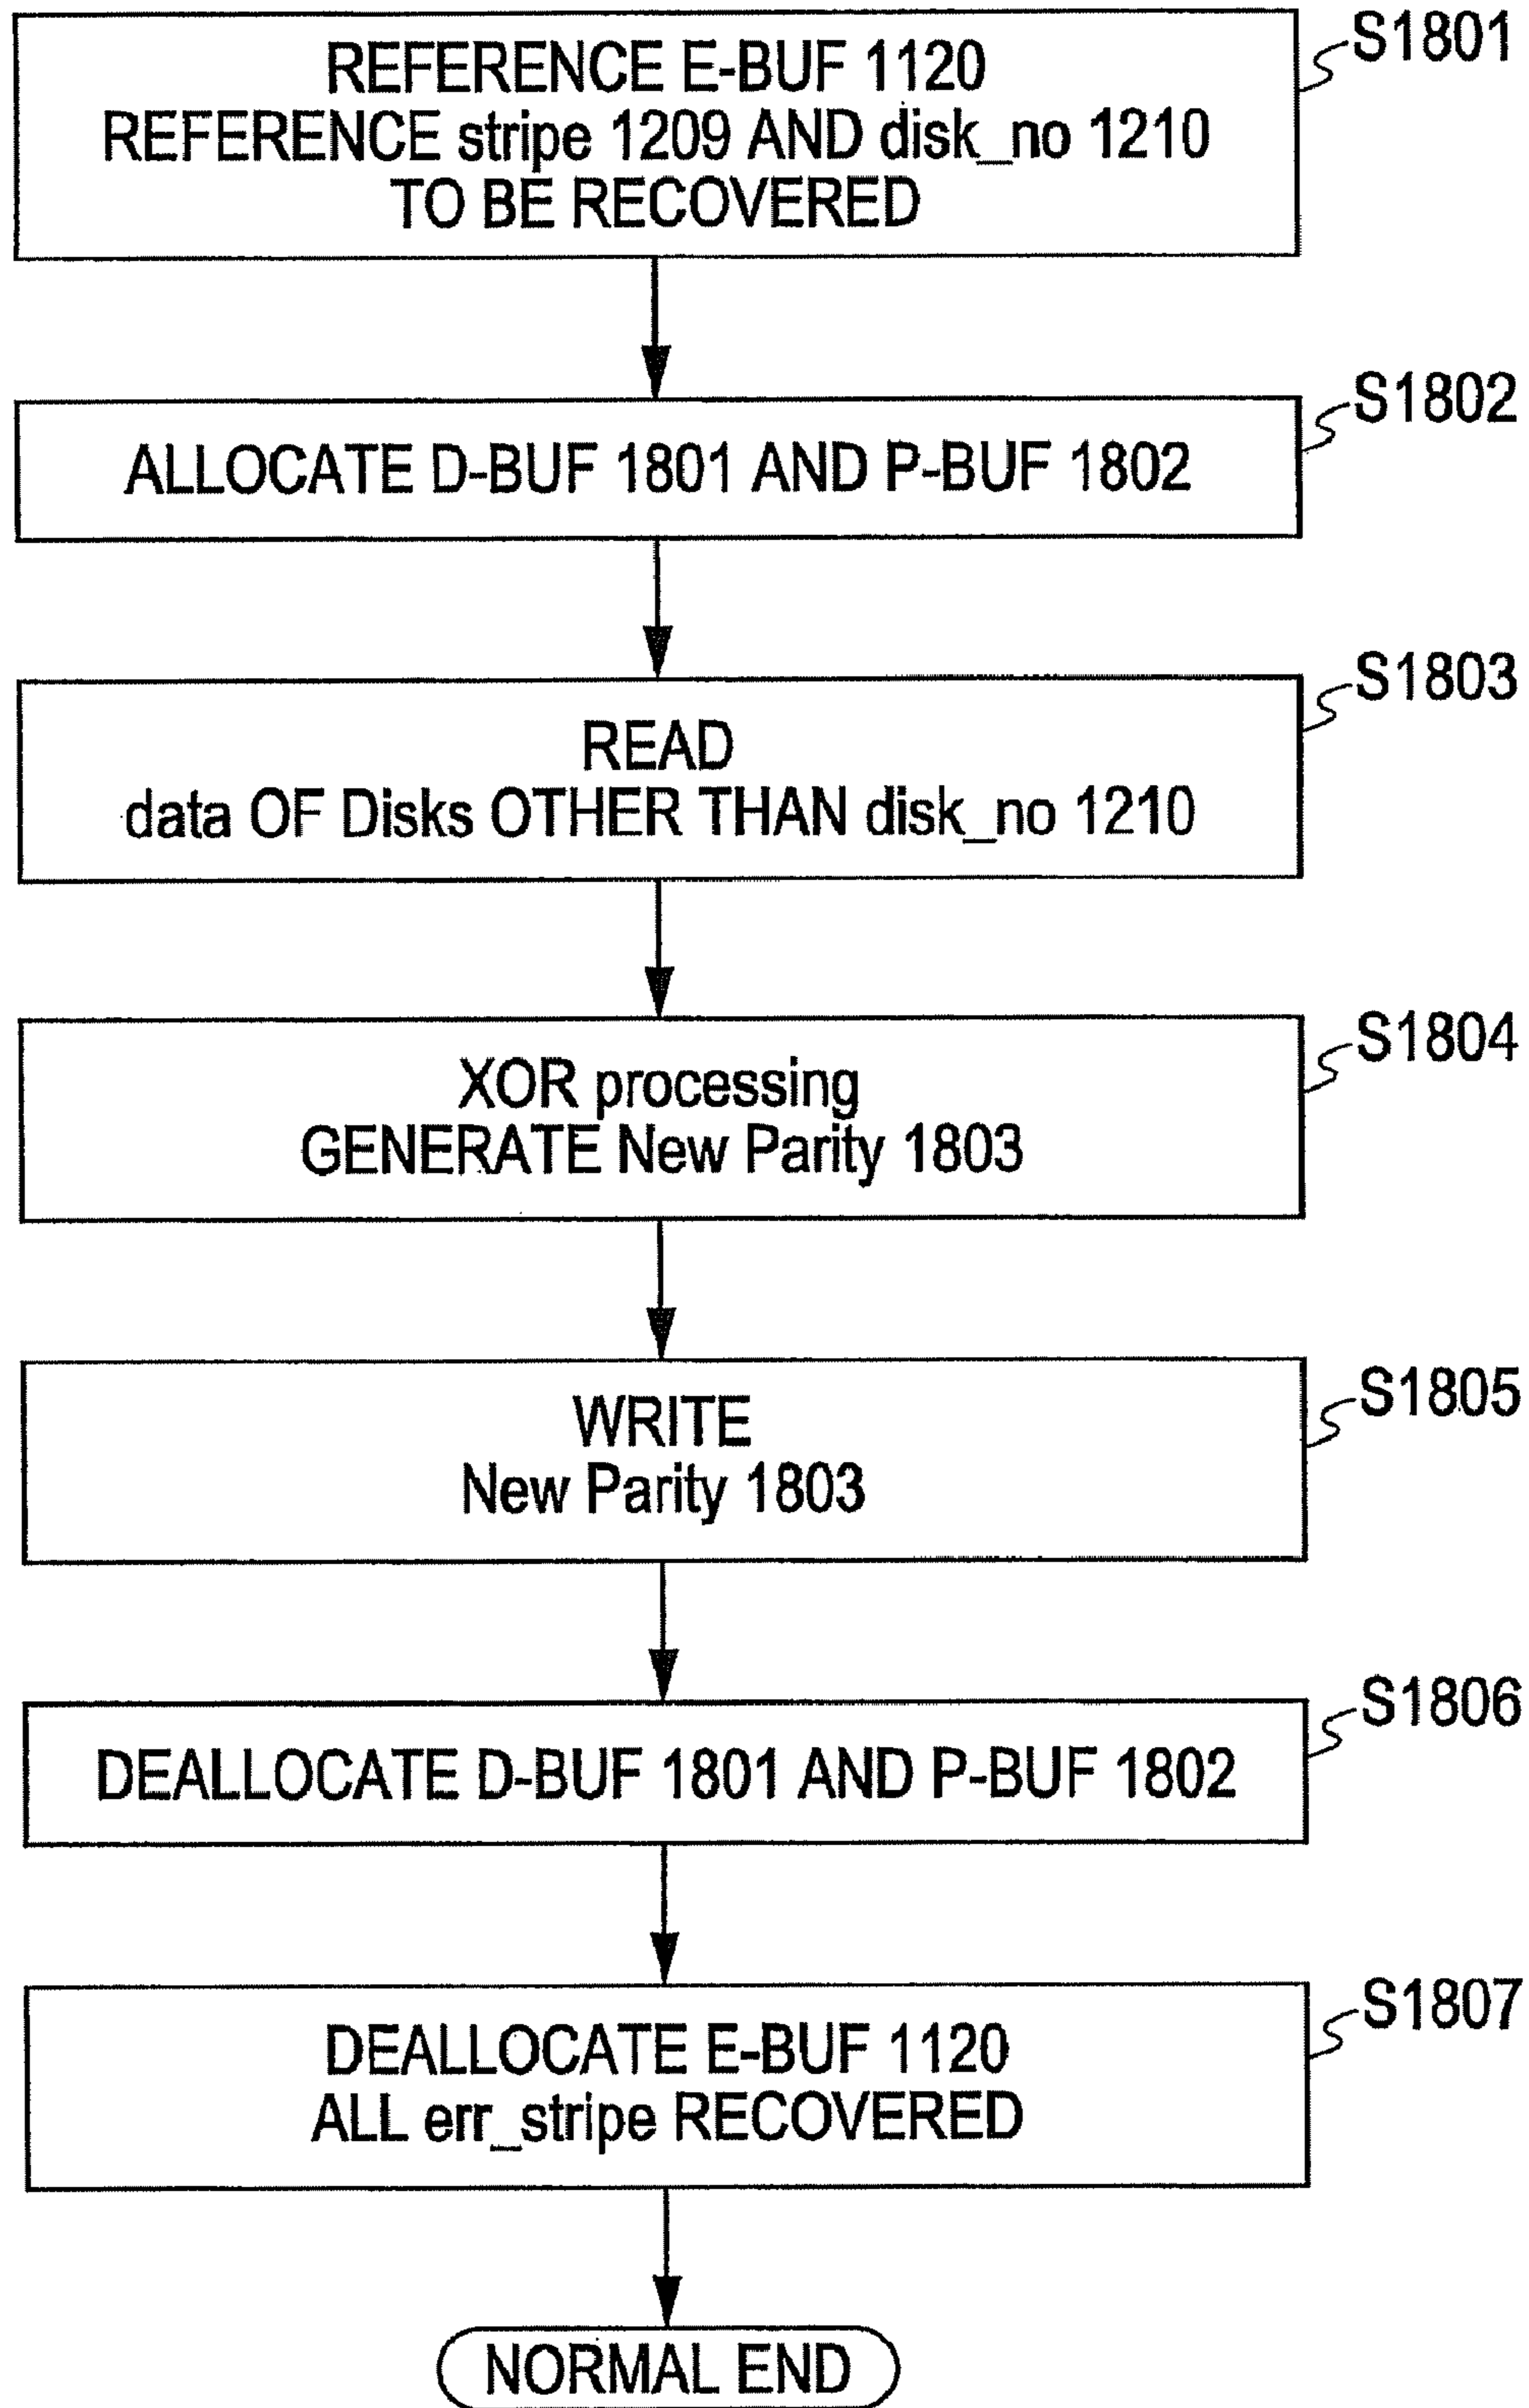 S1801
REFERENCE E-BUF 1120
REFERENCE stripe 1209 AND disk_no 1210
TO BE RECOVERED
S1802
ALLOCATE D-BUF 1801 AND P-BUF 1802
S1803
READ
data OF Disks OTHER THAN disk_no 1210
S1804
XOR processing
GENERATE New Parity 1803
S1805
WRITE
New Parity 1803
S1806
DEALLOCATE D-BUF 1801 AND P-BUF 1802
S1807
DEALLOCATE E-BUF 1120
ALL err_stripe RECOVERED
NORMAL END